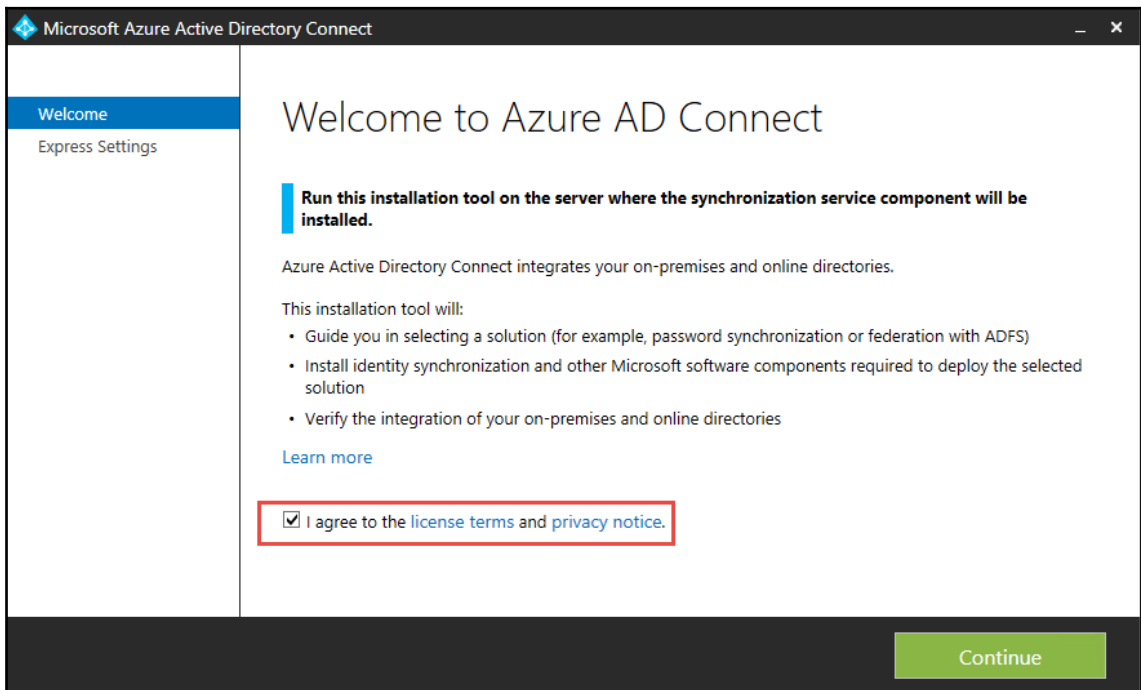 Microsoft Azure Active Directory Connect
Welcome
Express Settings
Welcome to Azure AD Connect
Run this installation tool on the server where the synchronization service component will be
installed.
Azure Active Directory Connect integrates your on-premises and online directories.
This installation tool will:
• Guide you in selecting a solution (for example, password synchronization or federation with ADFS)
• Install identity synchronization and other Microsoft software components required to deploy the selected
solution
• Verify the integration of your on-premises and online directories
Learn more
I agree to the license terms and privacy notice.
Continue